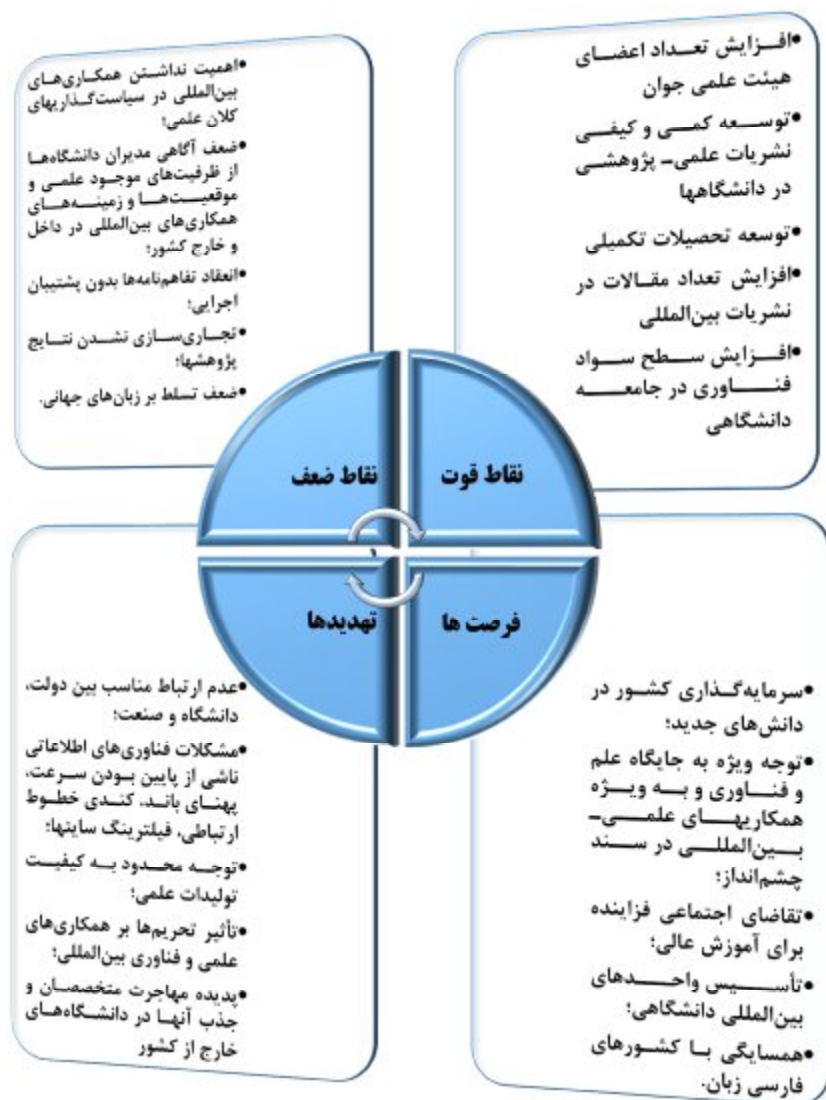 •افزایش تعداد اعضای
هیئت علمی جوان
•توسعه کمی و کیفی
نشریات علمی– پژوهشی
در دانشگاهها
•توسعه تحصیلات تکمیلی
•افزایش تعداد مقالات در
نشریات بین‌المللی
•افزایش سطح سواد
فناوری در جامعه
دانشگاهی
•اهمیت نداشتن همکاری‌های
بین‌المللی در سیاست‌گذاریهای
کلان علمی؛
•ضعف آگاهی مدیران دانشگاه‌ها
از ظرفیت‌های موجود علمی و
موقعیت‌ها و زمینه‌های
همکاری‌های بین‌المللی در داخل
و خارج کشور؛
•انعقاد تفاهم‌نامه‌ها بدون پشتیبان
اجرایی؛
•تجاری‌سازی نشدن نتایج
پژوهشها؛
•ضعف تسلط بر زبان‌های جهانی.
نقاط قوت
نقاط ضعف
فرصت ها
تهدیدها
•سرمایه‌گذاری کشور در
دانش‌های جدید؛
•توجه ویژه به جایگاه علم
و فناوری و به ویژه
همکاریهای علمی–
بین‌المللی در سند
چشم‌انداز؛
•تقاضای اجتماعی فزاینده
برای آموزش عالی؛
•تأسیس واحدهای
بین‌المللی دانشگاهی؛
•همسایگی با کشورهای
فارسی زبان.
•عدم ارتباط مناسب بین دولت،
دانشگاه و صنعت؛
•مشکلات فناوری‌های اطلاعاتی
ناشی از پایین بودن سرعت،
پهنای باند، کندی خطوط
ارتباطی، فیلترینگ سایتها؛
•توجه محدود به کیفیت
تولیدات علمی؛
•تأثیر تحریم‌ها بر همکاری‌های
علمی و فناوری بین‌المللی؛
•پدیده مهاجرت متخصصان و
جذب آنها در دانشگاه‌های
خارج از کشور